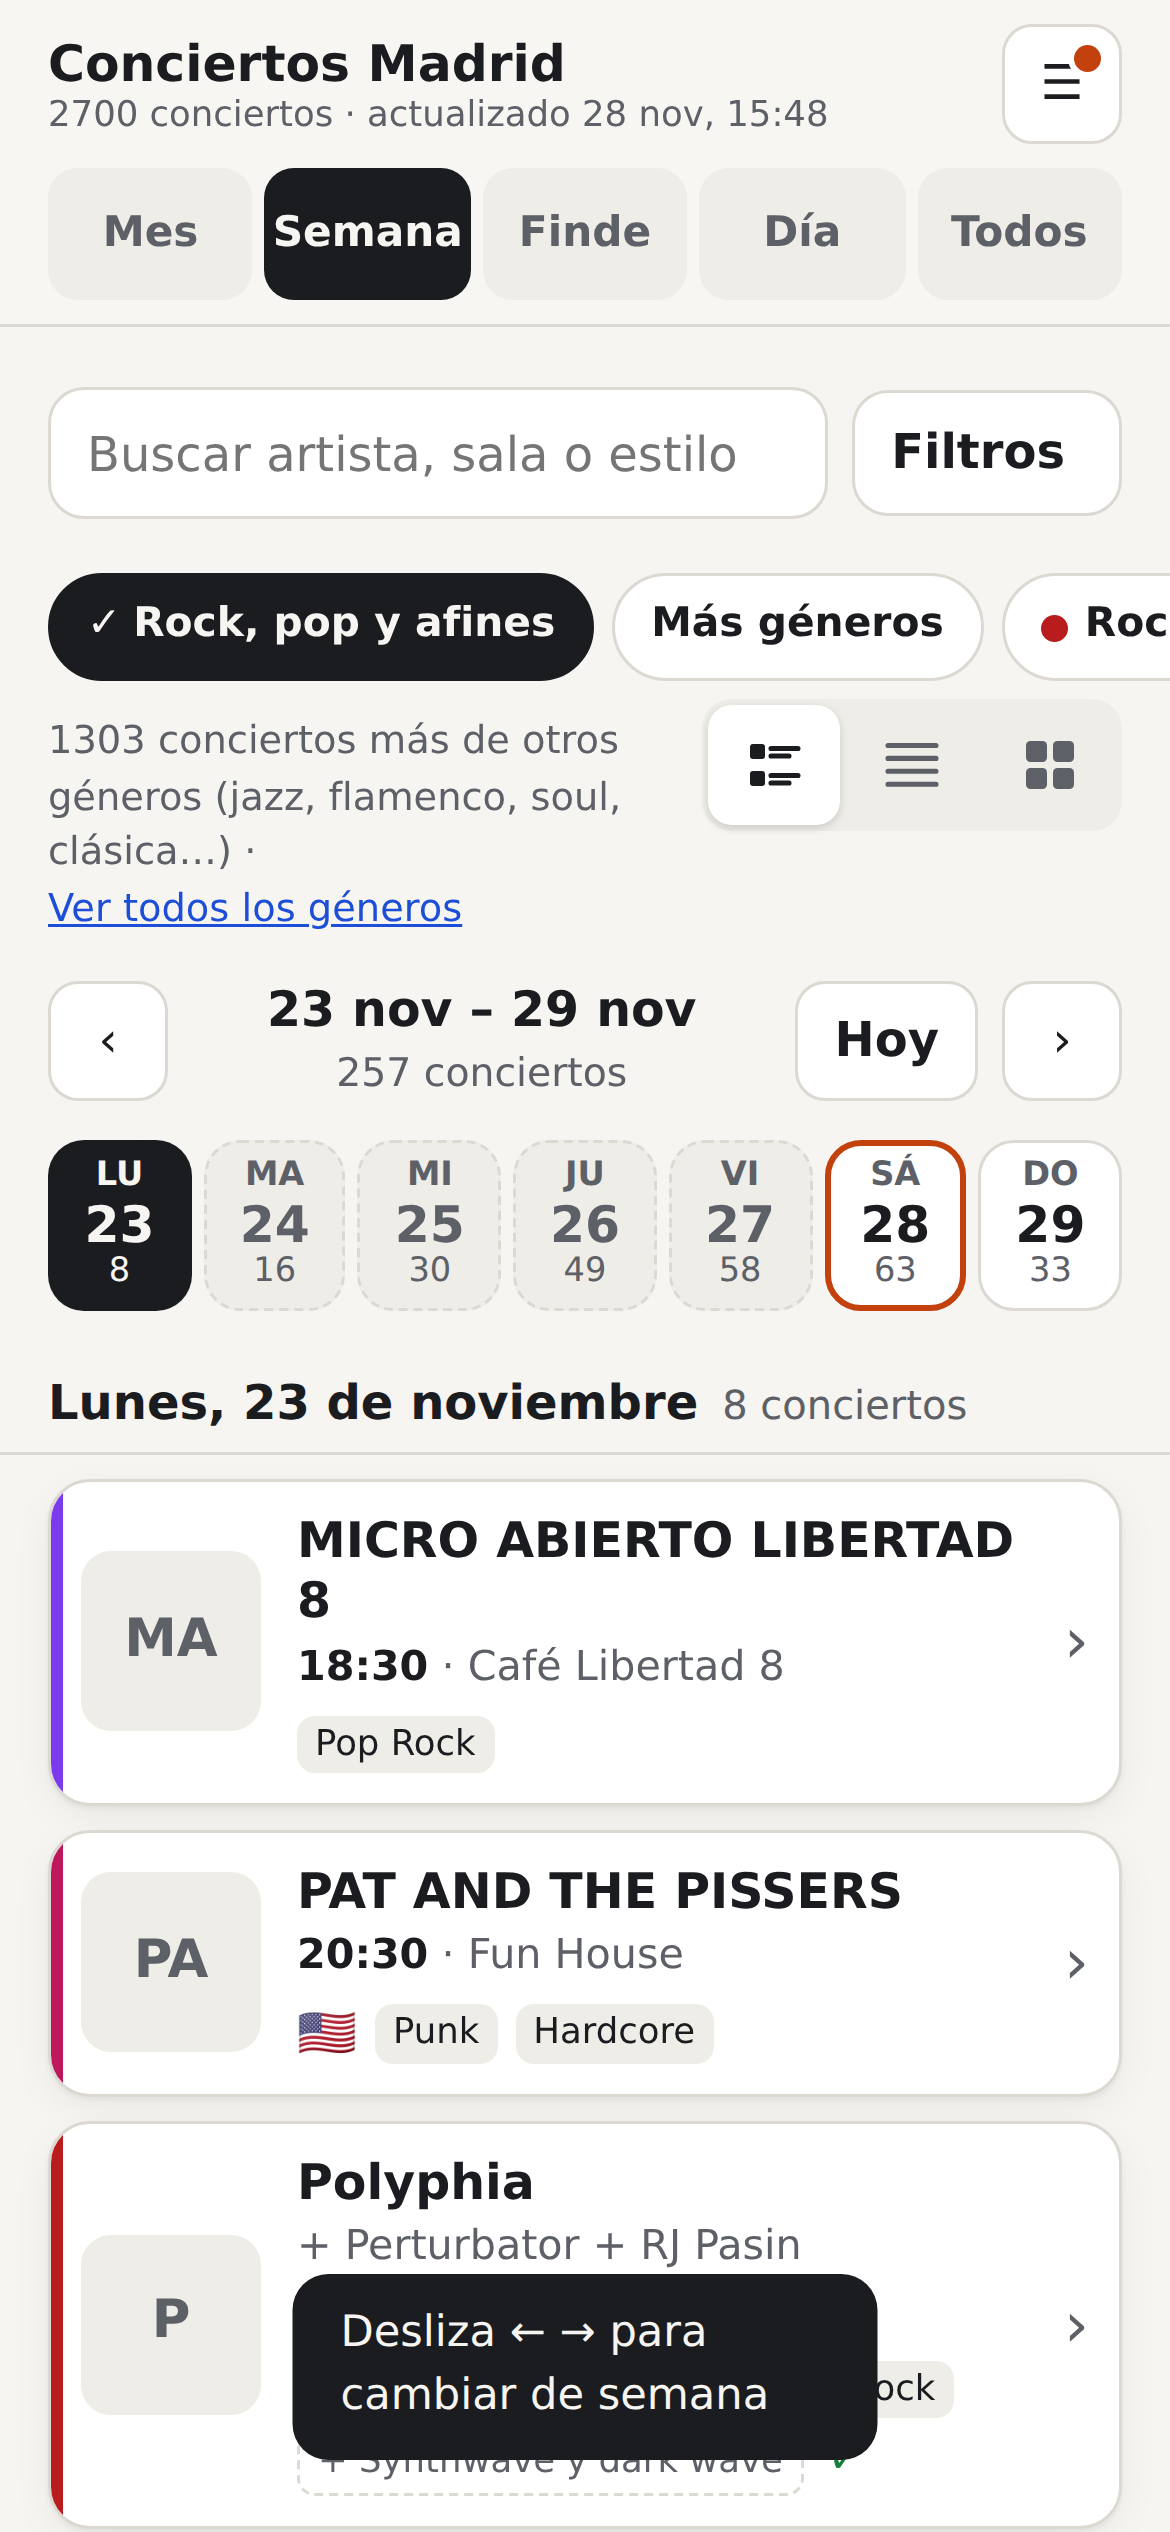 Conciertos Madrid
2700 conciertos · actualizado 28 nov, 15:48
☰
Mes Semana Finde Día Todos
Buscar artista, sala o estilo Filtros
✓ Rock, pop y afines Más géneros Roc
1303 conciertos más de otros
géneros (jazz, flamenco, soul,
clásica...) ·
Ver todos los géneros
‹ 23 nov – 29 nov Hoy ›
257 conciertos
LU MA MI JU VI SÁ DO
23 24 25 26 27 28 29
8 16 30 49 58 63 33
Lunes, 23 de noviembre 8 conciertos
MICRO ABIERTO LIBERTAD
8
MA
18:30 · Café Libertad 8
›
Pop Rock
PAT AND THE PISSERS
PA
20:30 · Fun House
›
🇺🇸 Punk Hardcore
Polyphia
+ Perturbator + RJ Pasin
P
›
Desliza ← → para
cambiar de semana
ock
+ Synthwave y dark wave